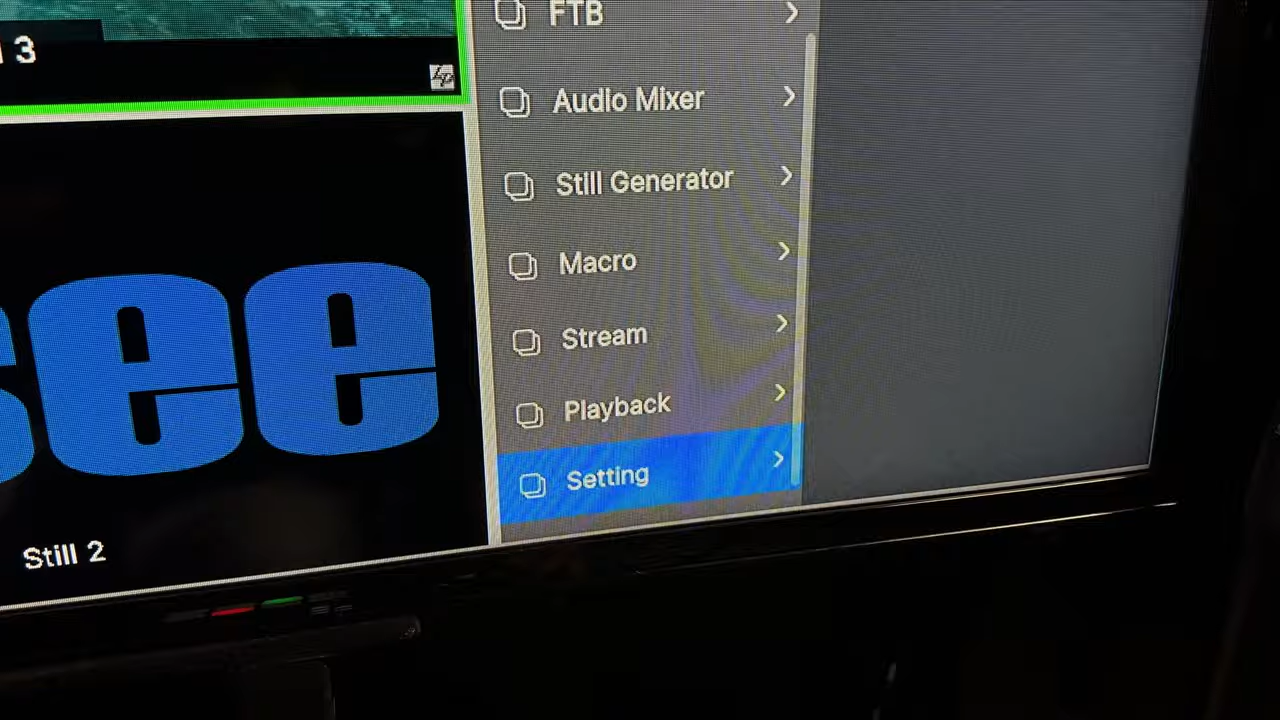 3
FTB
Audio Mixer
Still Generator
Macro
Stream
Playback
Setting
see
Still 2